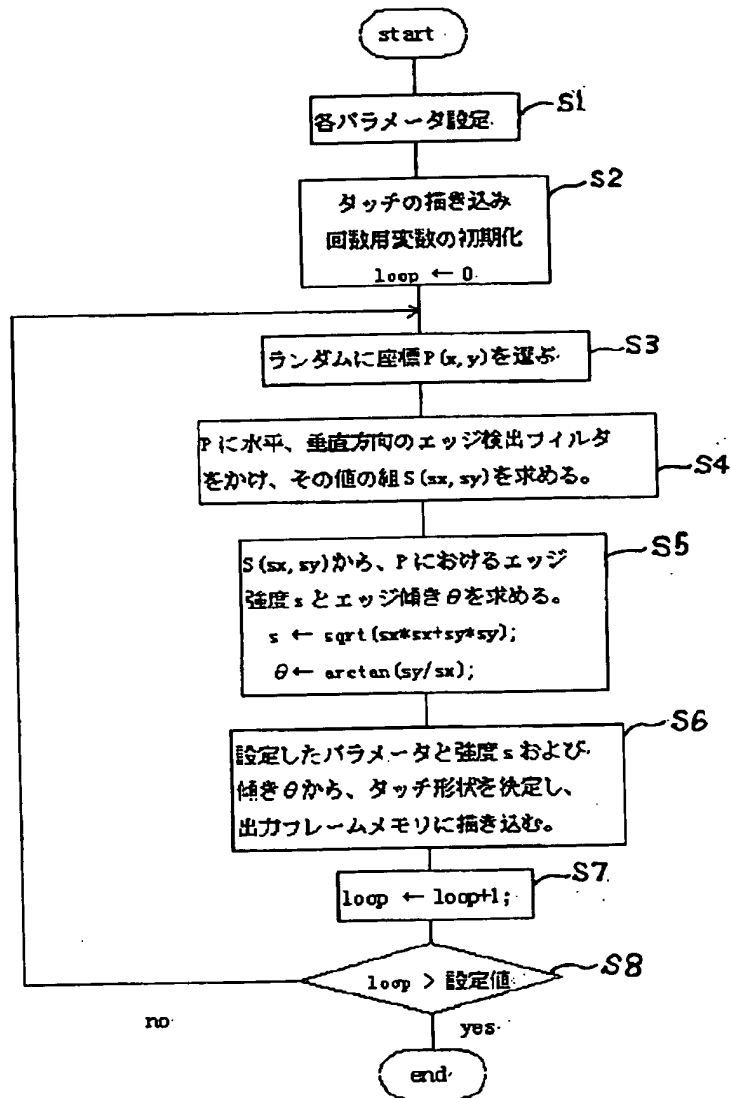 start
各パラメータ設定
S1
タッチの描き込み
回数用変数の初期化
loop ← 0
S2
ランダムに座標P(x,y)を選ぶ
S3
Pに水平、垂直方向のエッジ検出フィルタ
をかけ、その値の組S(sx,sy)を求める。
S4
S(sx,sy)から、Pにおけるエッジ
強度sとエッジ傾きθを求める。
s ← sqrt(sx*sx+sy*sy);
θ← arctan(sy/sx);
S5
設定したパラメータと強度sおよび
傾きθから、タッチ形状を決定し、
出力フレームメモリに描き込む。
S6
loop ← loop+1;
S7
loop > 設定値
S8
no
yes
end